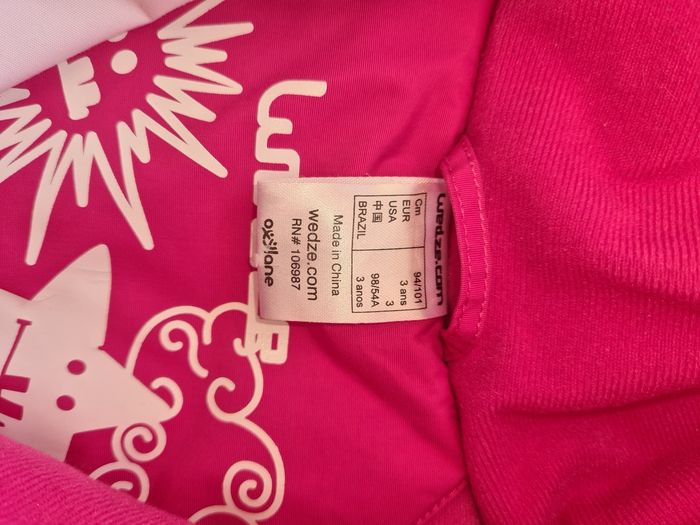 wedze.com
Cm 94/101
EUR 3 ans
USA 3
中国 98/54A
BRAZIL 3 anos
Made in China
wedze.com
RN# 106987
oxylane